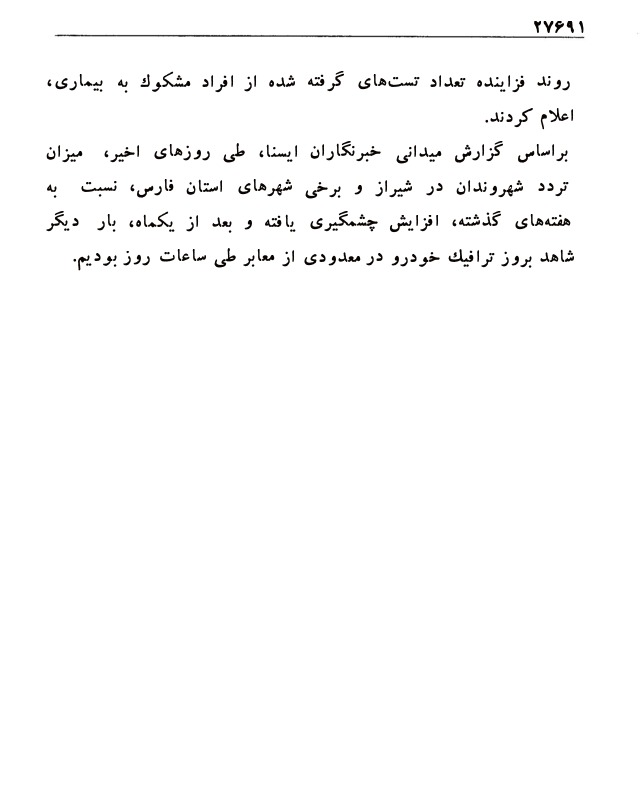 ۲۷۶۹۱
روند فزاینده تعداد تست‌های گرفته شده از افراد مشکوك به بیماری،
اعلام کردند.
براساس گزارش میدانی خبرنگاران ایسنا، طی روزهای اخیر، میزان
تردد شهروندان در شیراز و برخی شهرهای استان فارس، نسبت به
هفته‌های گذشته، افزایش چشمگیری یافته و بعد از یکماه، بار دیگر
شاهد بروز ترافیك خودرو در معدودی از معابر طی ساعات روز بودیم.